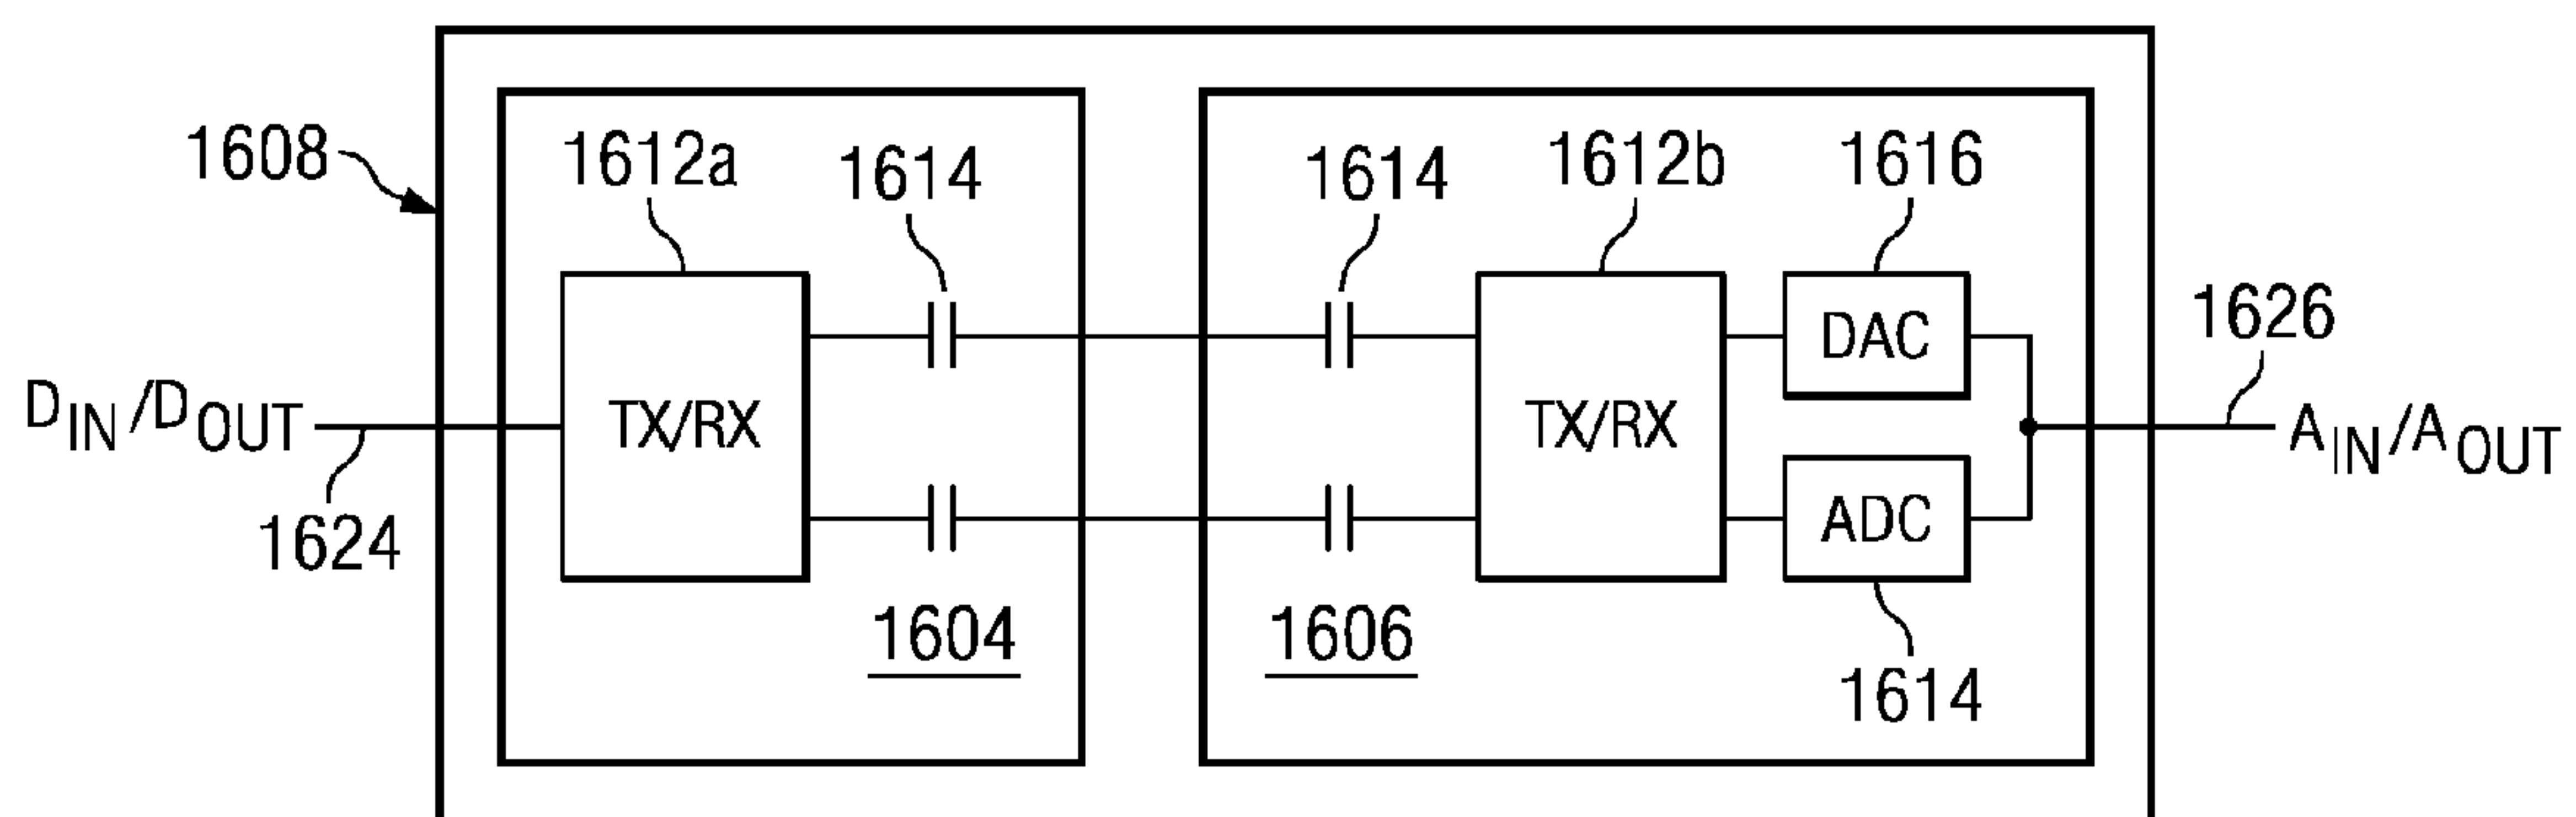 1608
1612a
1614
1614
1612b
1616
1626
DIN/DOUT
TX/RX
TX/RX
DAC
ADC
AIN/AOUT
1624
1604
1606
1614